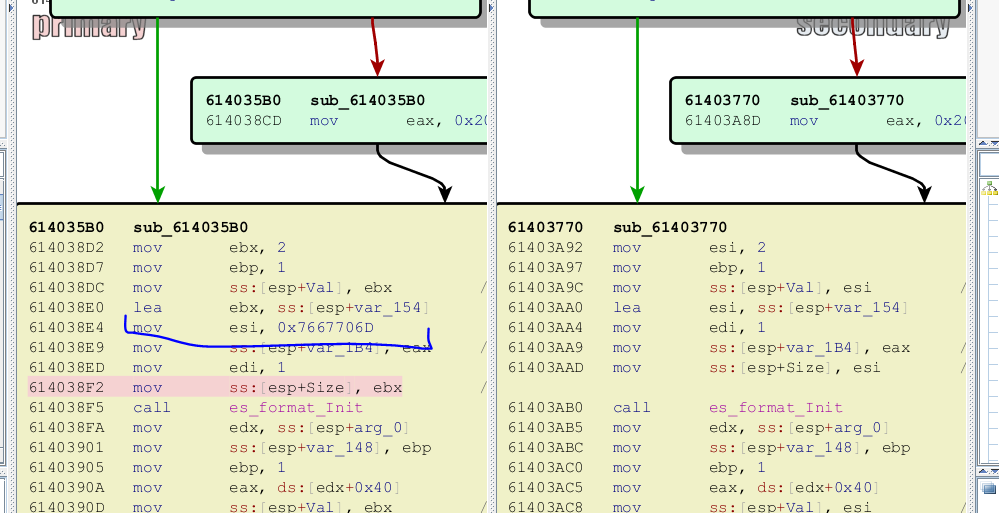 primary
614035B0 sub_614035B0
614038CD mov eax, 0x20
614035B0 sub_614035B0
614038D2 mov ebx, 2
614038D7 mov ebp, 1
614038DC mov ss:[esp+Val], ebx /
614038E0 lea ebx, ss:[esp+var_154]
614038E4 mov esi, 0x7667706D
614038E9 mov ss:[esp+var_1B4], eax /
614038ED mov edi, 1
614038F2 mov ss:[esp+Size], ebx /
614038F5 call es_format_Init
614038FA mov edx, ss:[esp+arg_0]
61403901 mov ss:[esp+var_148], ebp
61403905 mov ebp, 1
6140390A mov eax, ds:[edx+0x40]
6140390D mov ss:[esp+Val], ebx /
secondary
61403770 sub_61403770
61403A8D mov eax, 0x20
61403770 sub_61403770
61403A92 mov esi, 2
61403A97 mov ebp, 1
61403A9C mov ss:[esp+Val], esi /
61403AA0 lea esi, ss:[esp+var_154]
61403AA4 mov edi, 1
61403AA9 mov ss:[esp+var_1B4], eax /
61403AAD mov ss:[esp+Size], esi /
61403AB0 call es_format_Init
61403AB5 mov edx, ss:[esp+arg_0]
61403ABC mov ss:[esp+var_148], ebp
61403AC0 mov ebp, 1
61403AC5 mov eax, ds:[edx+0x40]
61403AC8 mov ss:[esp+Val], esi /